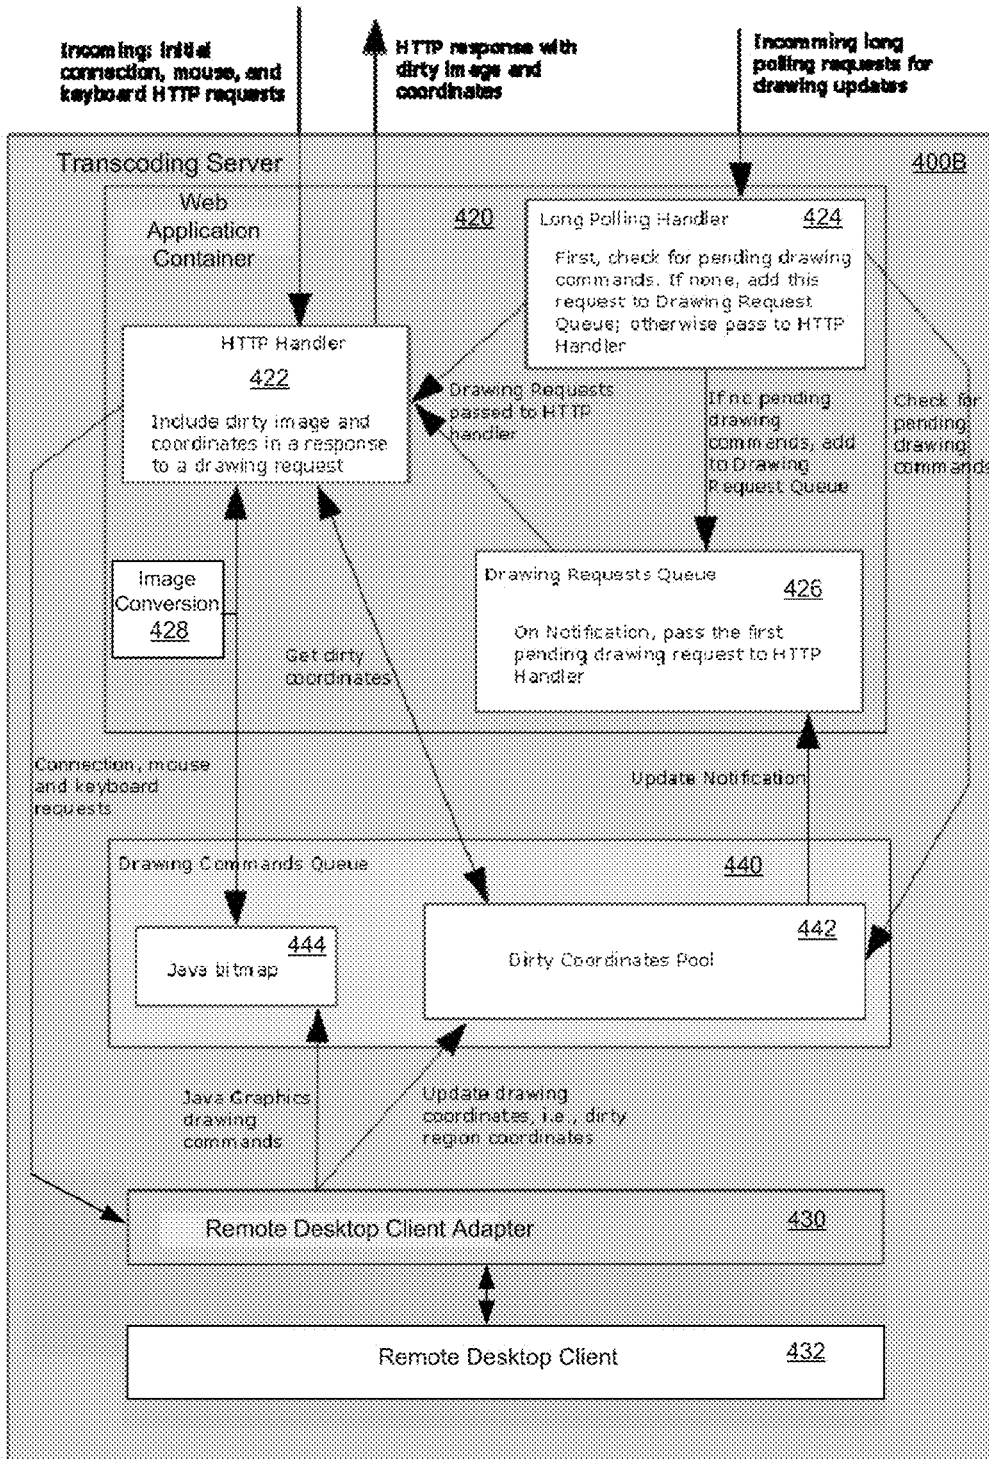 Incoming: initial
connection, mouse, and
keyboard HTTP requests
HTTP response with
dirty image and
coordinates
Incomming long
polling requests for
drawing updates
Transcoding Server
400B
Web
Application
Container
420
Long Polling Handler
424
First, check for pending drawing
commands. If none, add this
request to Drawing Request
Queue; otherwise pass to HTTP
Handler
HTTP Handler
422
Include dirty image and
coordinates in a response
to a drawing request
Drawing Requests
passed to HTTP
handler
If no pending
drawing
commands, add
to Drawing
Request Queue
Check for
pending
drawing
commands
Image
Conversion
428
Drawing Requests Queue
426
On Notification, pass the first
pending drawing request to HTTP
Handler
Get dirty
coordinates
Connection, mouse
and keyboard
requests
Update Notification
Drawing Commands Queue
440
444
Java bitmap
442
Dirty Coordinates Pool
Java Graphics
drawing
commands
Update drawing
coordinates, i.e., dirty
region coordinates
Remote Desktop Client Adapter
430
Remote Desktop Client
432